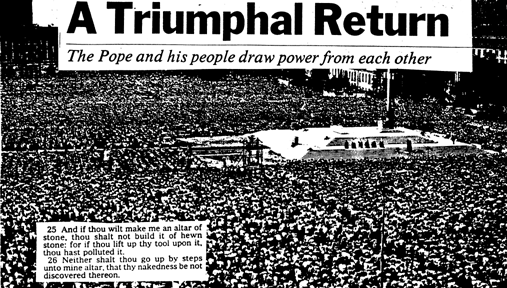 A Triumphal Return
The Pope and his people draw power from each other
25 And if thou wilt make me an altar of
stone, thou shalt not build it of hewn
stone: for if thou lift up thy tool upon it,
thou hast polluted it.
26 Neither shalt thou go up by steps
unto mine altar, that thy nakedness be not
discovered thereon.